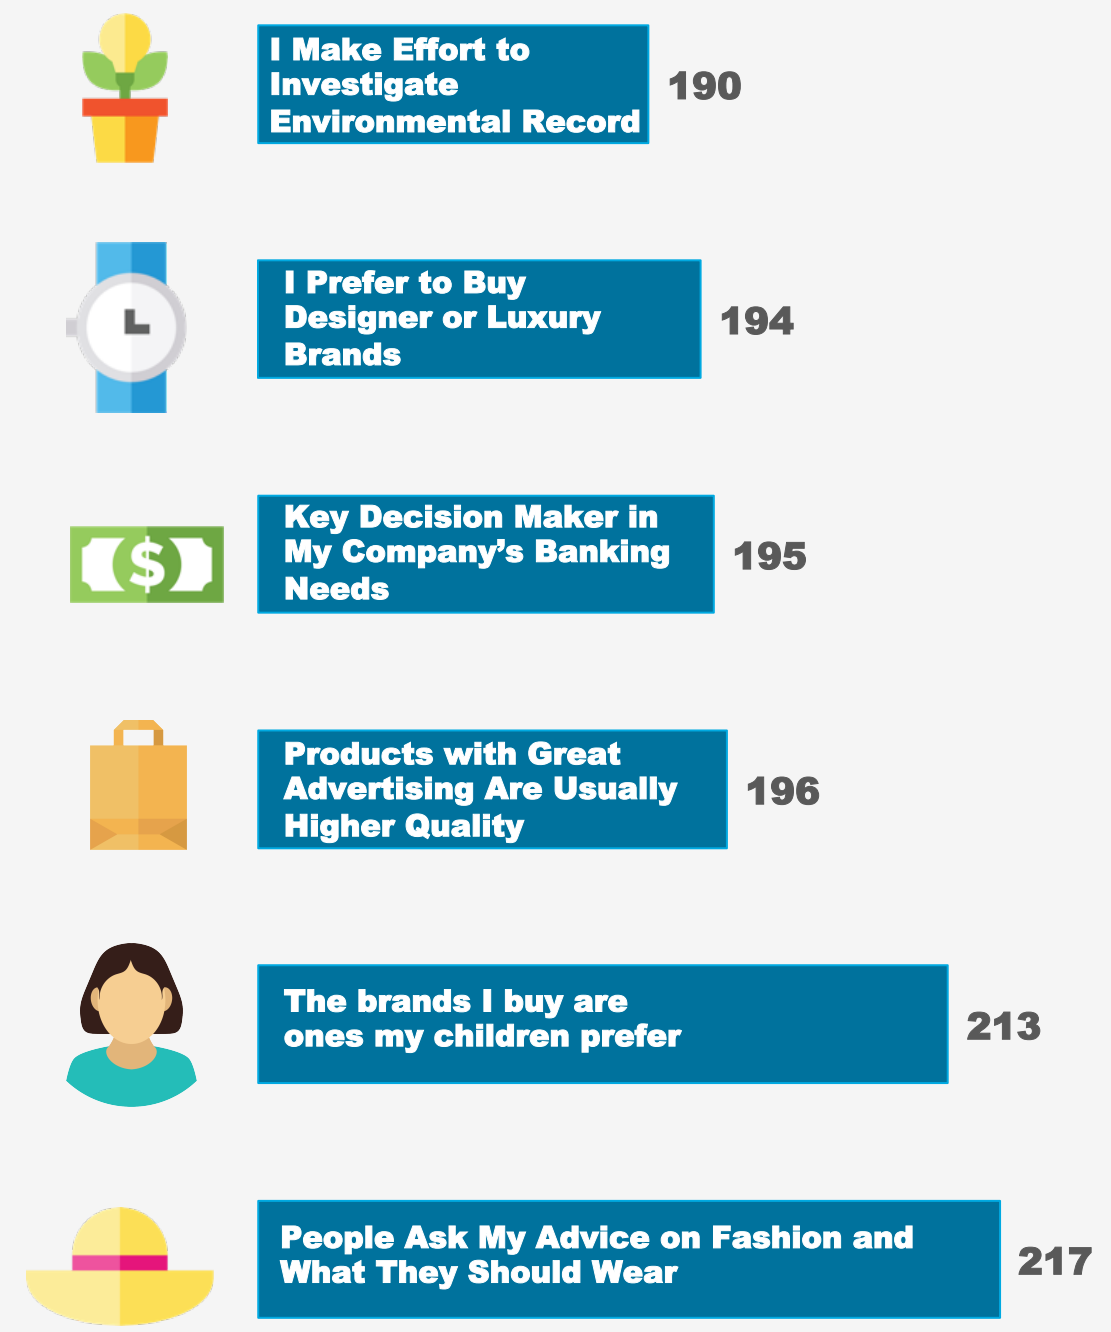 I Make Effort to
Investigate
Environmental Record
190
I Prefer to Buy
Designer or Luxury
Brands
194
Key Decision Maker in
My Company’s Banking
Needs
195
Products with Great
Advertising Are Usually
Higher Quality
196
The brands I buy are
ones my children prefer
213
People Ask My Advice on Fashion and
What They Should Wear
217
$